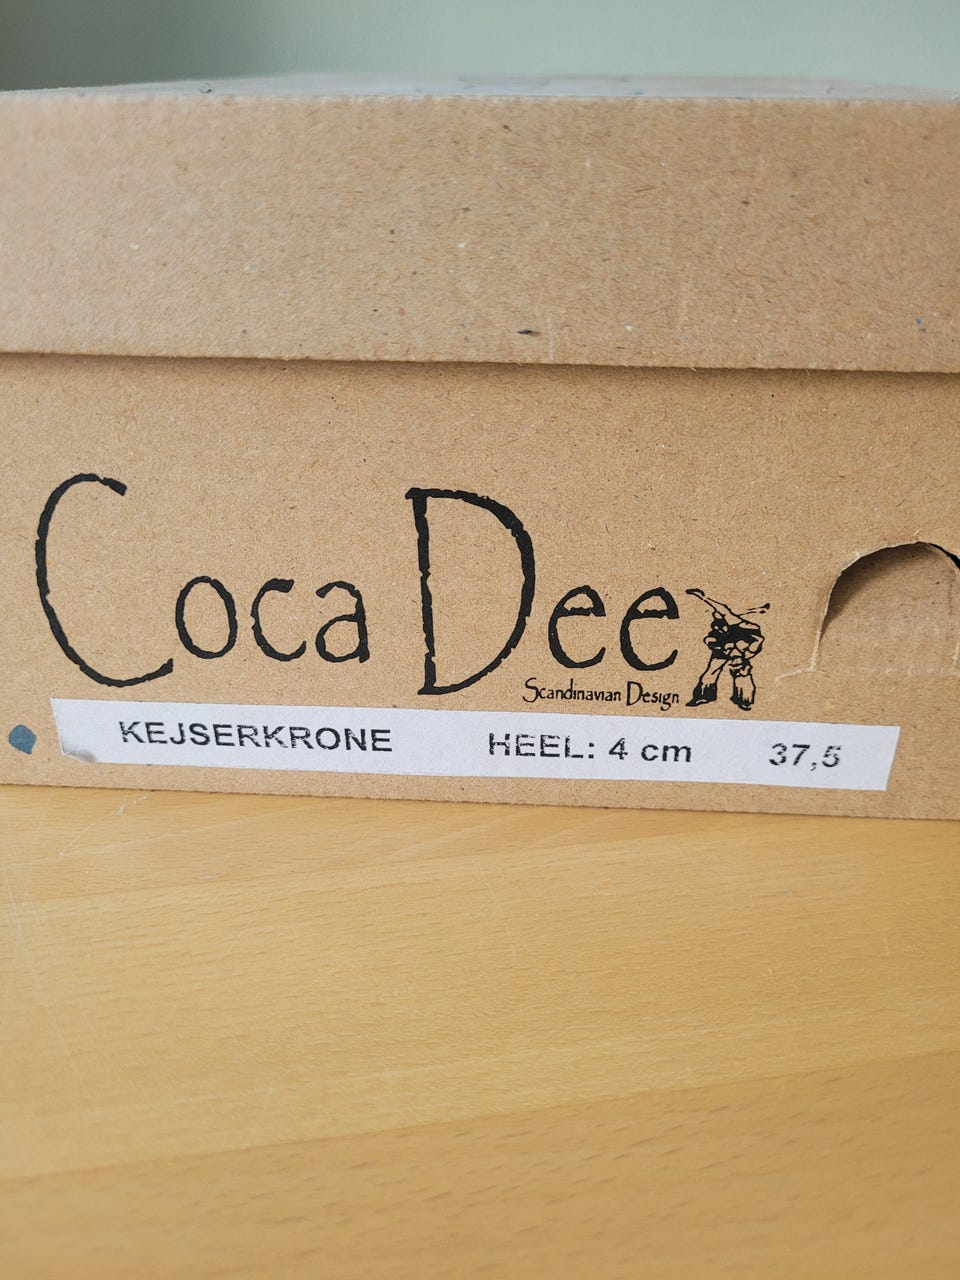 Coca Dee
Scandinavian Design
KEJSERKRONE HEEL: 4 cm 37,5